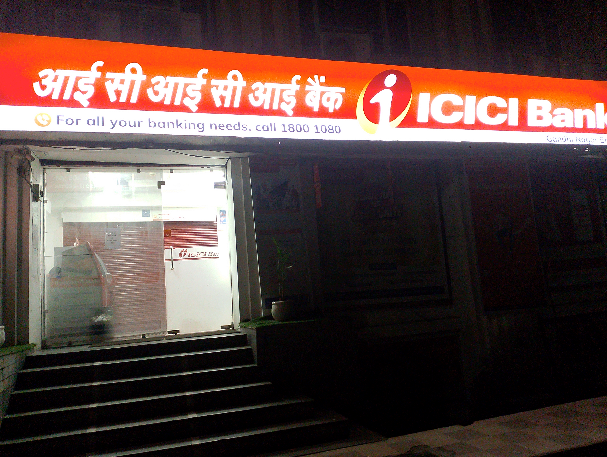 आई सी आई सी आई बैंक
i ICICI Bank
For all your banking needs, call 1800 1080